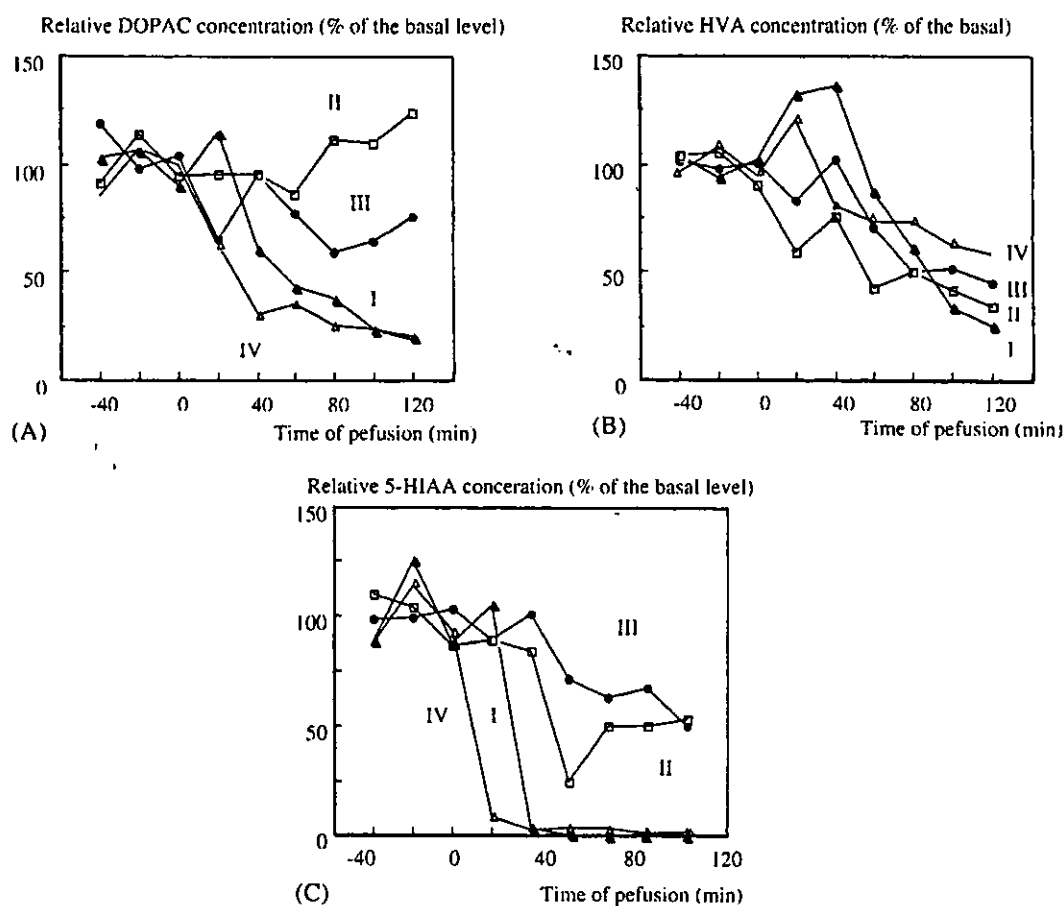 Relative DOPAC concentration (% of the basal level)
150
100
50
0
II
III
I
IV
-40 0 40 80 120
(A)
Time of pefusion (min)
Relative HVA concentration (% of the basal)
150
100
50
0
IV
III
II
I
-40 0 40 80 120
(B)
Time of pefusion (min)
Relative 5-HIAA conceration (% of the basal level)
150
100
50
0
III
IV I
II
-40 0 40 80 120
(C)
Time of pefusion (min)